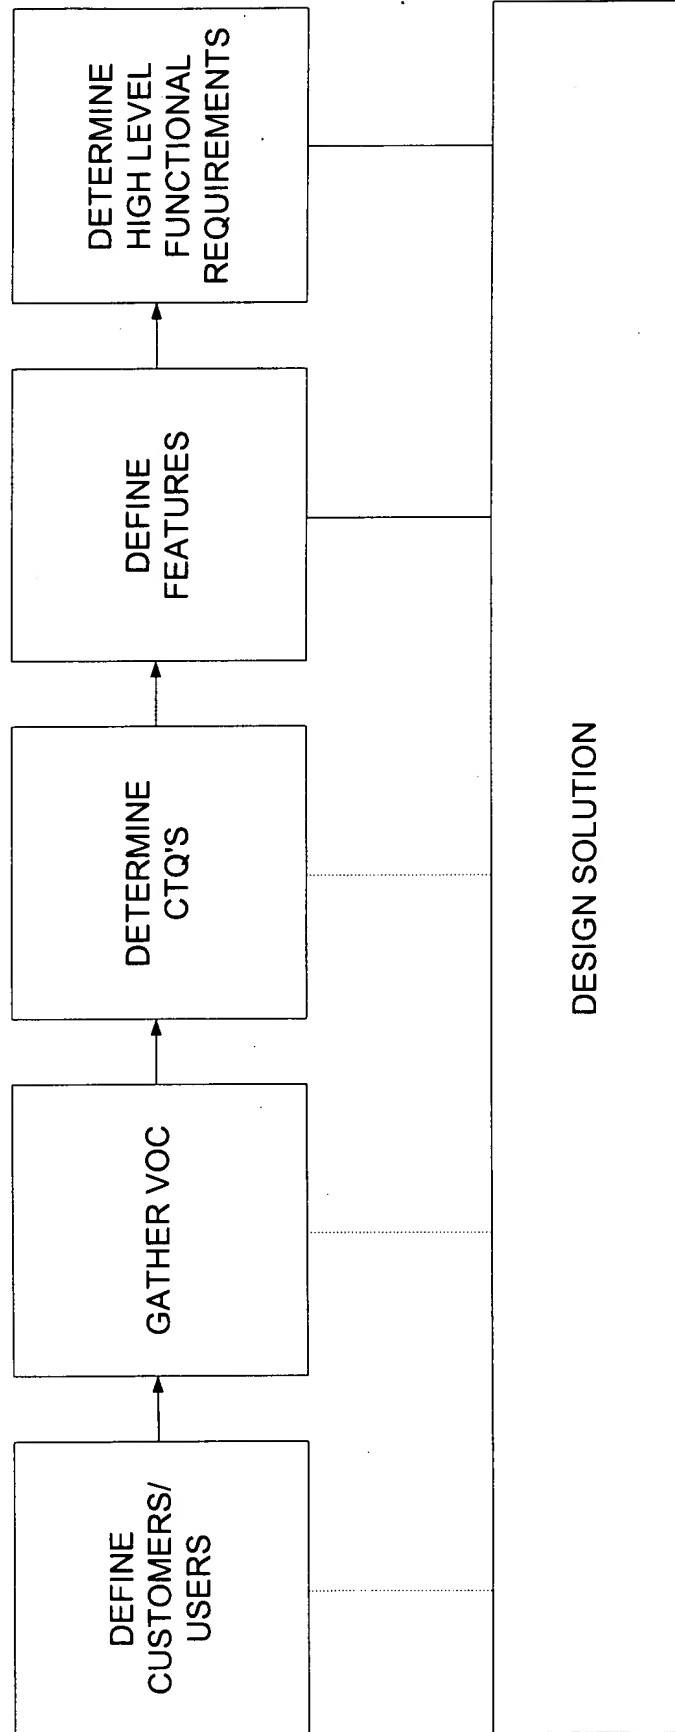 DEFINE
CUSTOMERS/
USERS
GATHER VOC
DETERMINE
CTQ'S
DEFINE
FEATURES
DETERMINE
HIGH LEVEL
FUNCTIONAL
REQUIREMENTS
DESIGN SOLUTION